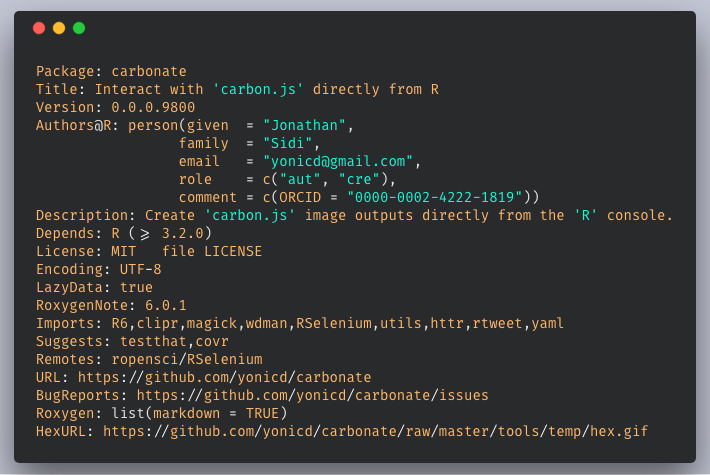 Package: carbonate
Title: Interact with 'carbon.js' directly from R
Version: 0.0.0.9800
Authors@R: person(given  = "Jonathan",
                 family  = "Sidi",
                 email   = "yonicd@gmail.com",
                 role    = c("aut", "cre"),
                 comment = c(ORCID = "0000-0002-4222-1819"))
Description: Create 'carbon.js' image outputs directly from the 'R' console.
Depends: R (⩾ 3.2.0)
License: MIT   file LICENSE
Encoding: UTF-8
LazyData: true
RoxygenNote: 6.0.1
Imports: R6,clipr,magick,wdman,RSelenium,utils,httr,rtweet,yaml
Suggests: testthat,covr
Remotes: ropensci/RSelenium
URL: https://github.com/yonicd/carbonate
BugReports: https://github.com/yonicd/carbonate/issues
Roxygen: list(markdown = TRUE)
HexURL: https://github.com/yonicd/carbonate/raw/master/tools/temp/hex.gif